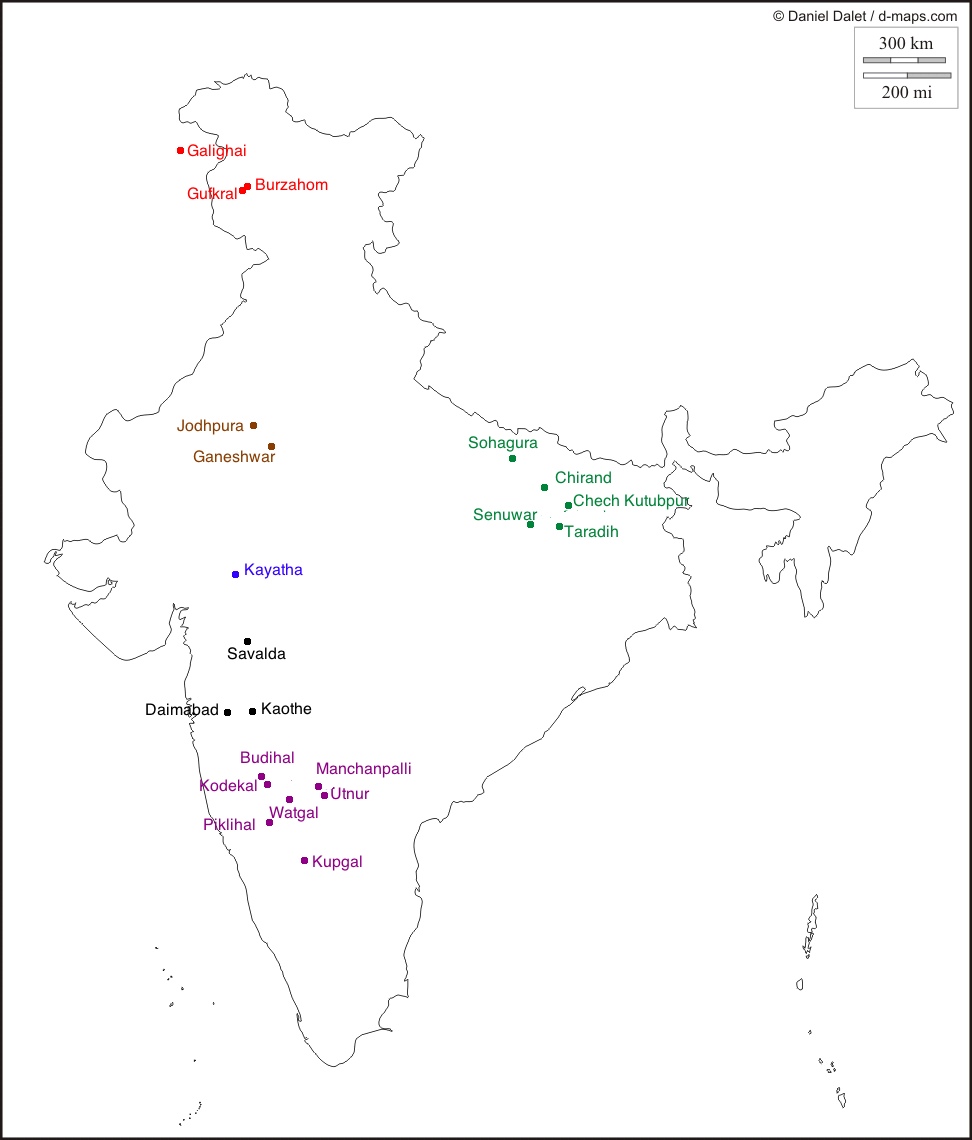 © Daniel Dalet / d-maps.com
300 km
200 mi
Galighai
Burzahom
Gufkral
Jodhpura
Ganeshwar
Sohagura
Chirand
Chech Kutubpur
Senuwar
Taradih
Kayatha
Savalda
Daimabad
Kaothe
Budihal
Manchanpalli
Kodekal
Utnur
Watgal
Piklihal
Kupgal